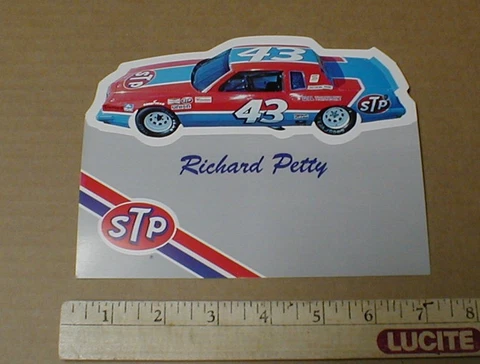 43
STP
43
STP
Richard Petty
STP
1 2 3 4 5 6 7 8
LUCITE